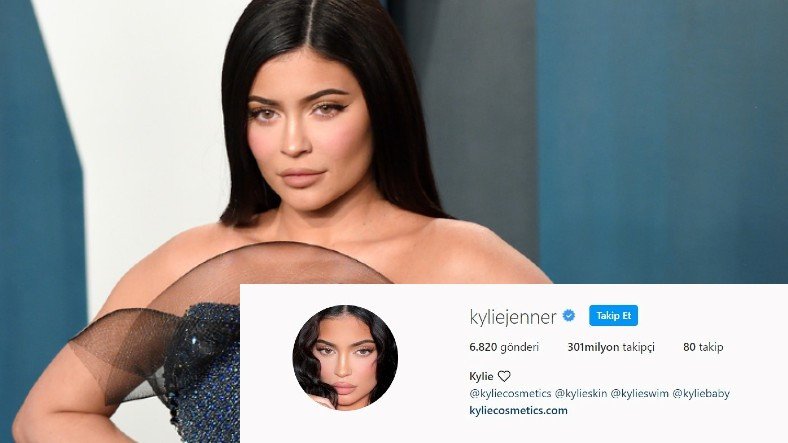 kyliejenner Takip Et
6.820 gönderi 301milyon takipçi 80 takip
Kylie ♡
@kyliecosmetics @kylieskin @kylieswim @kyliebaby
kyliecosmetics.com